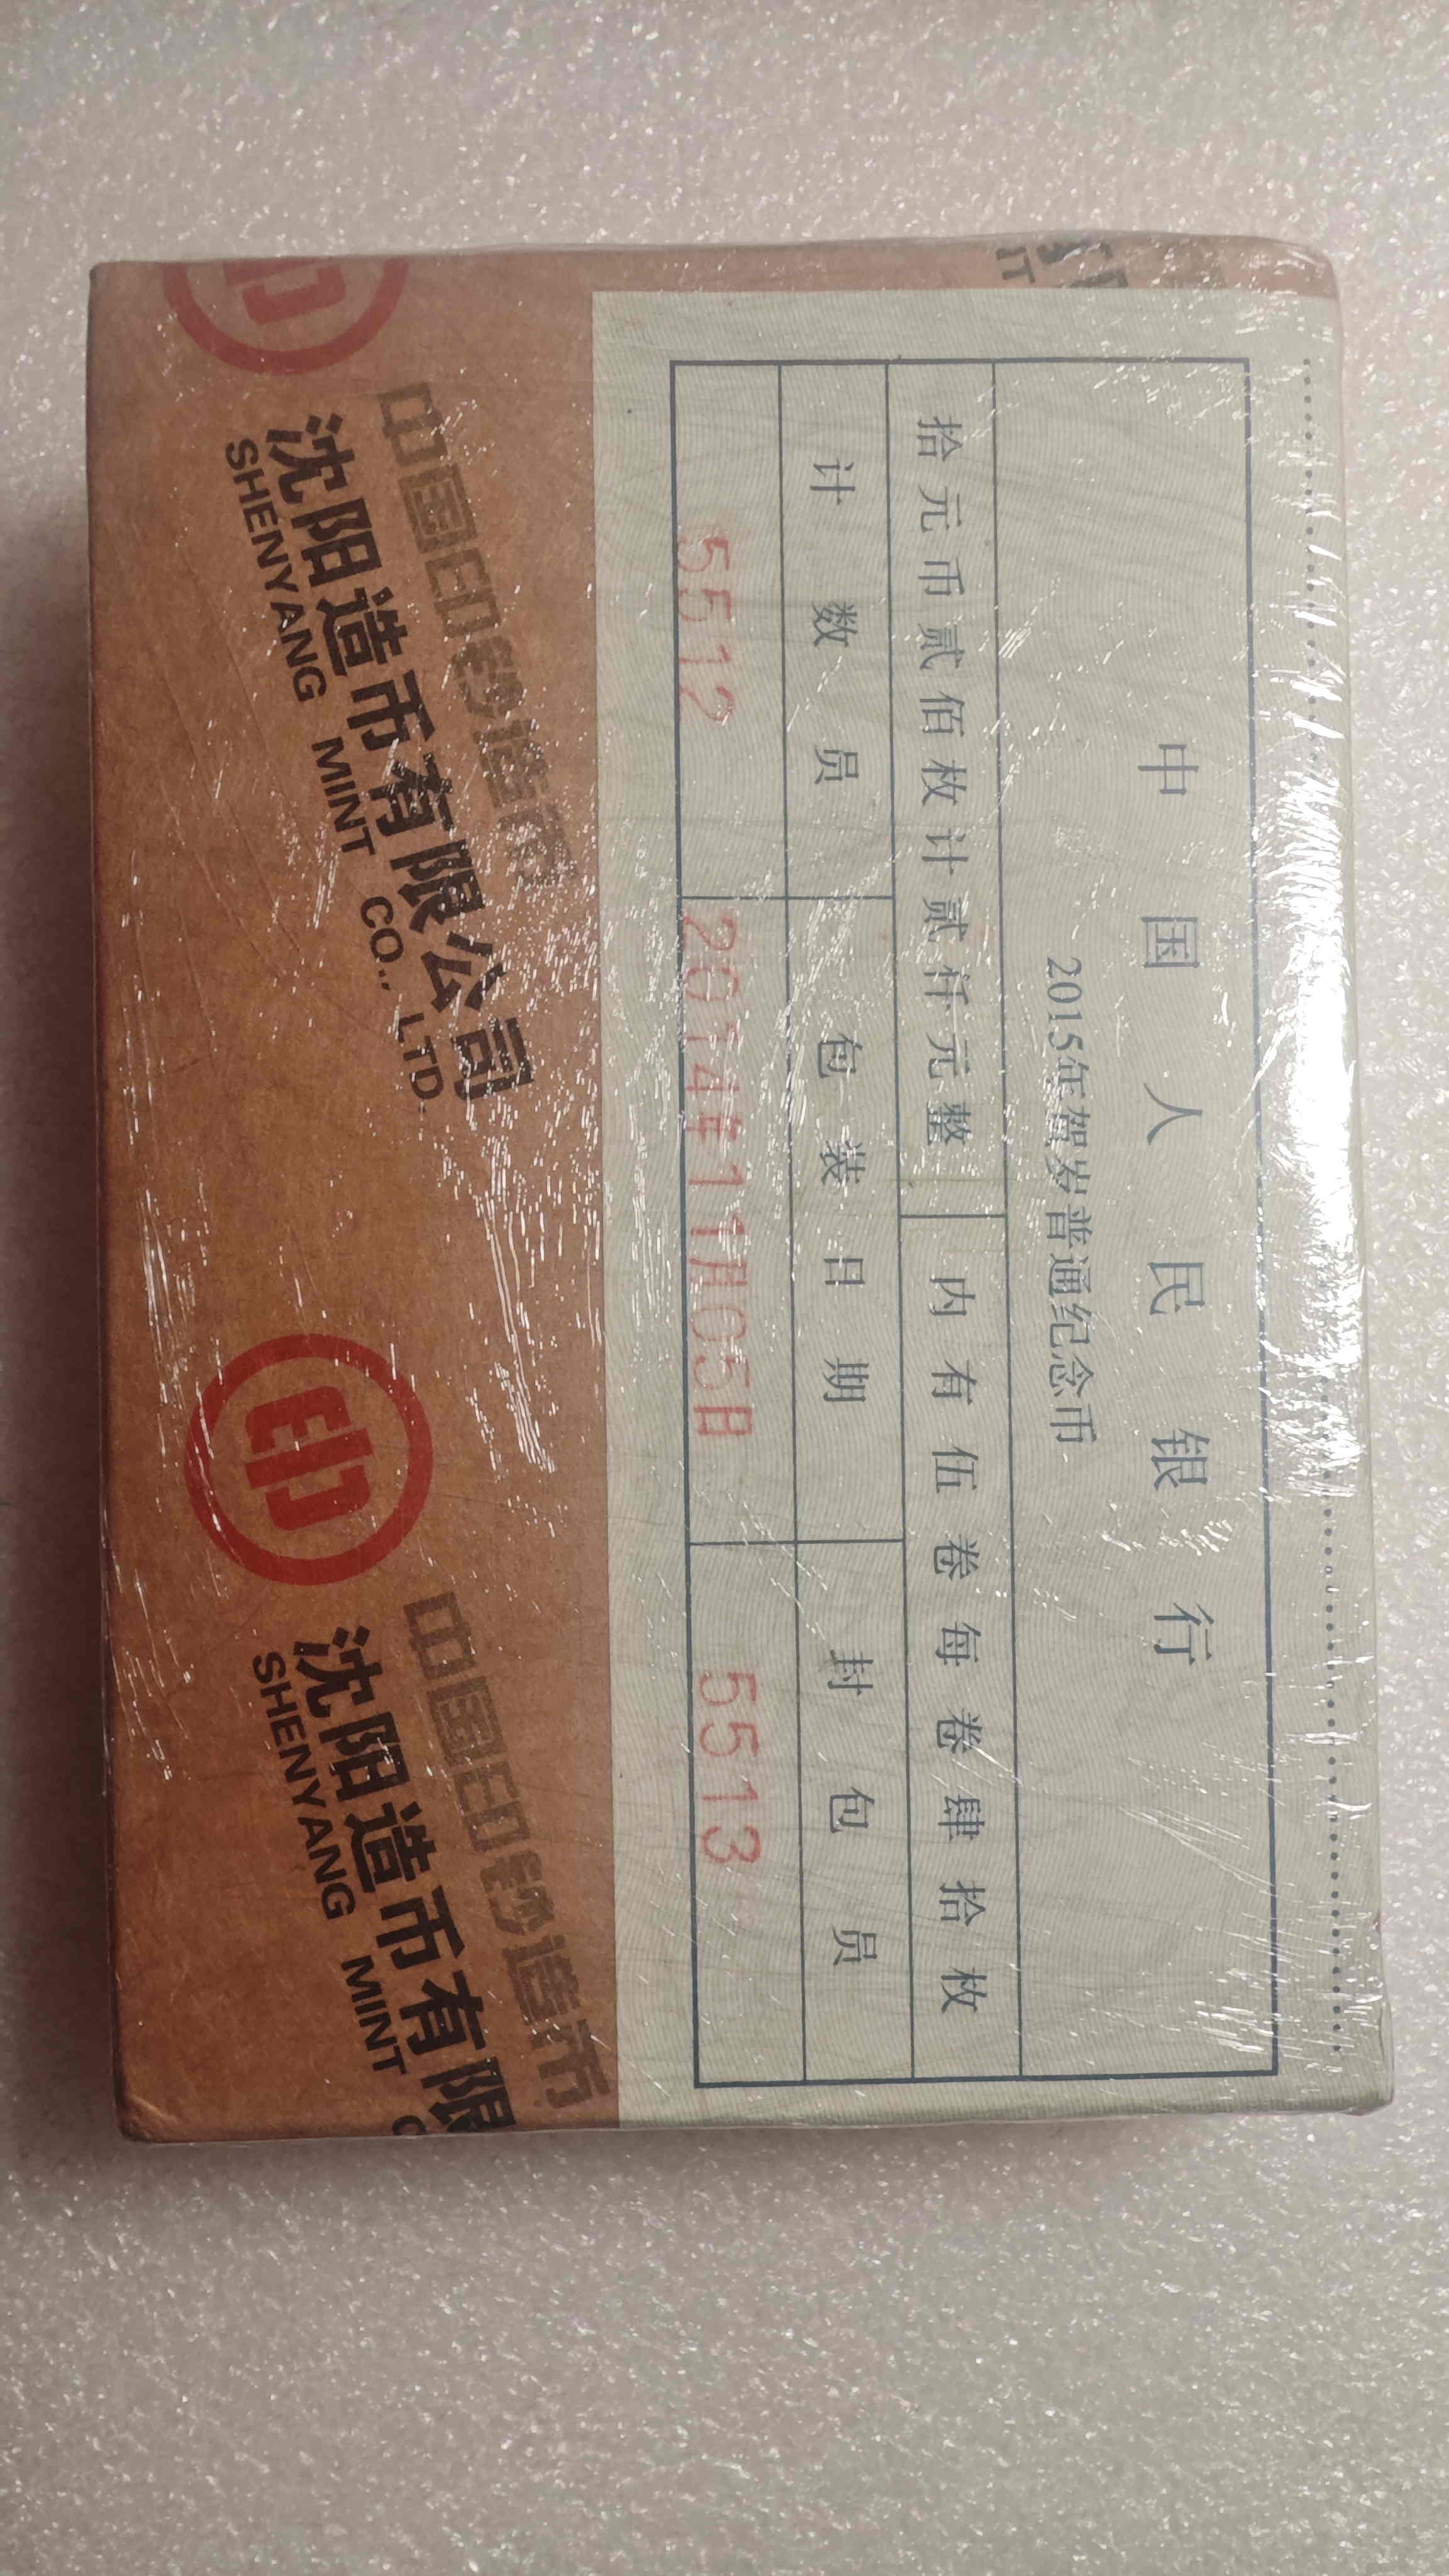 中国人民银行
2015年贺岁普通纪念币
拾元币贰佰枚计贰仟元整 内有伍卷每卷肆拾枚
计数员 包装日期 封包员
5512 2014年11月05日 5513
中国印钞造币
沈阳造币有限公司
SHENYANG MINT CO., LTD.
中国印钞造币
沈阳造币有限
SHENYANG MINT